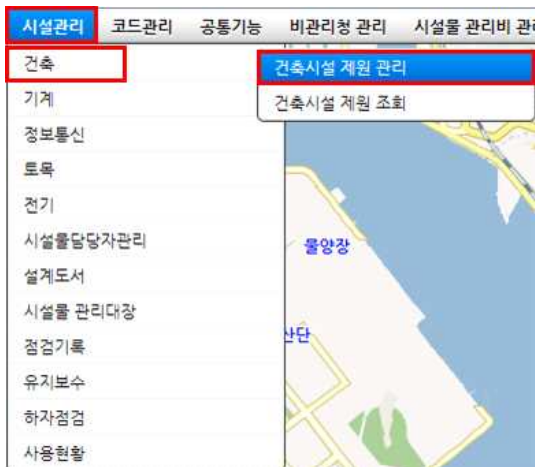 시설관리 코드관리 공통기능 비관리청 관리 시설물 관리비 관리
건축 건축시설 제원 관리
기계 건축시설 제원 조회
정보통신
토목
전기
시설물담당자관리
물양장
설계도서
시설물 관리대장
산단
점검기록
유지보수
하자점검
사용현황